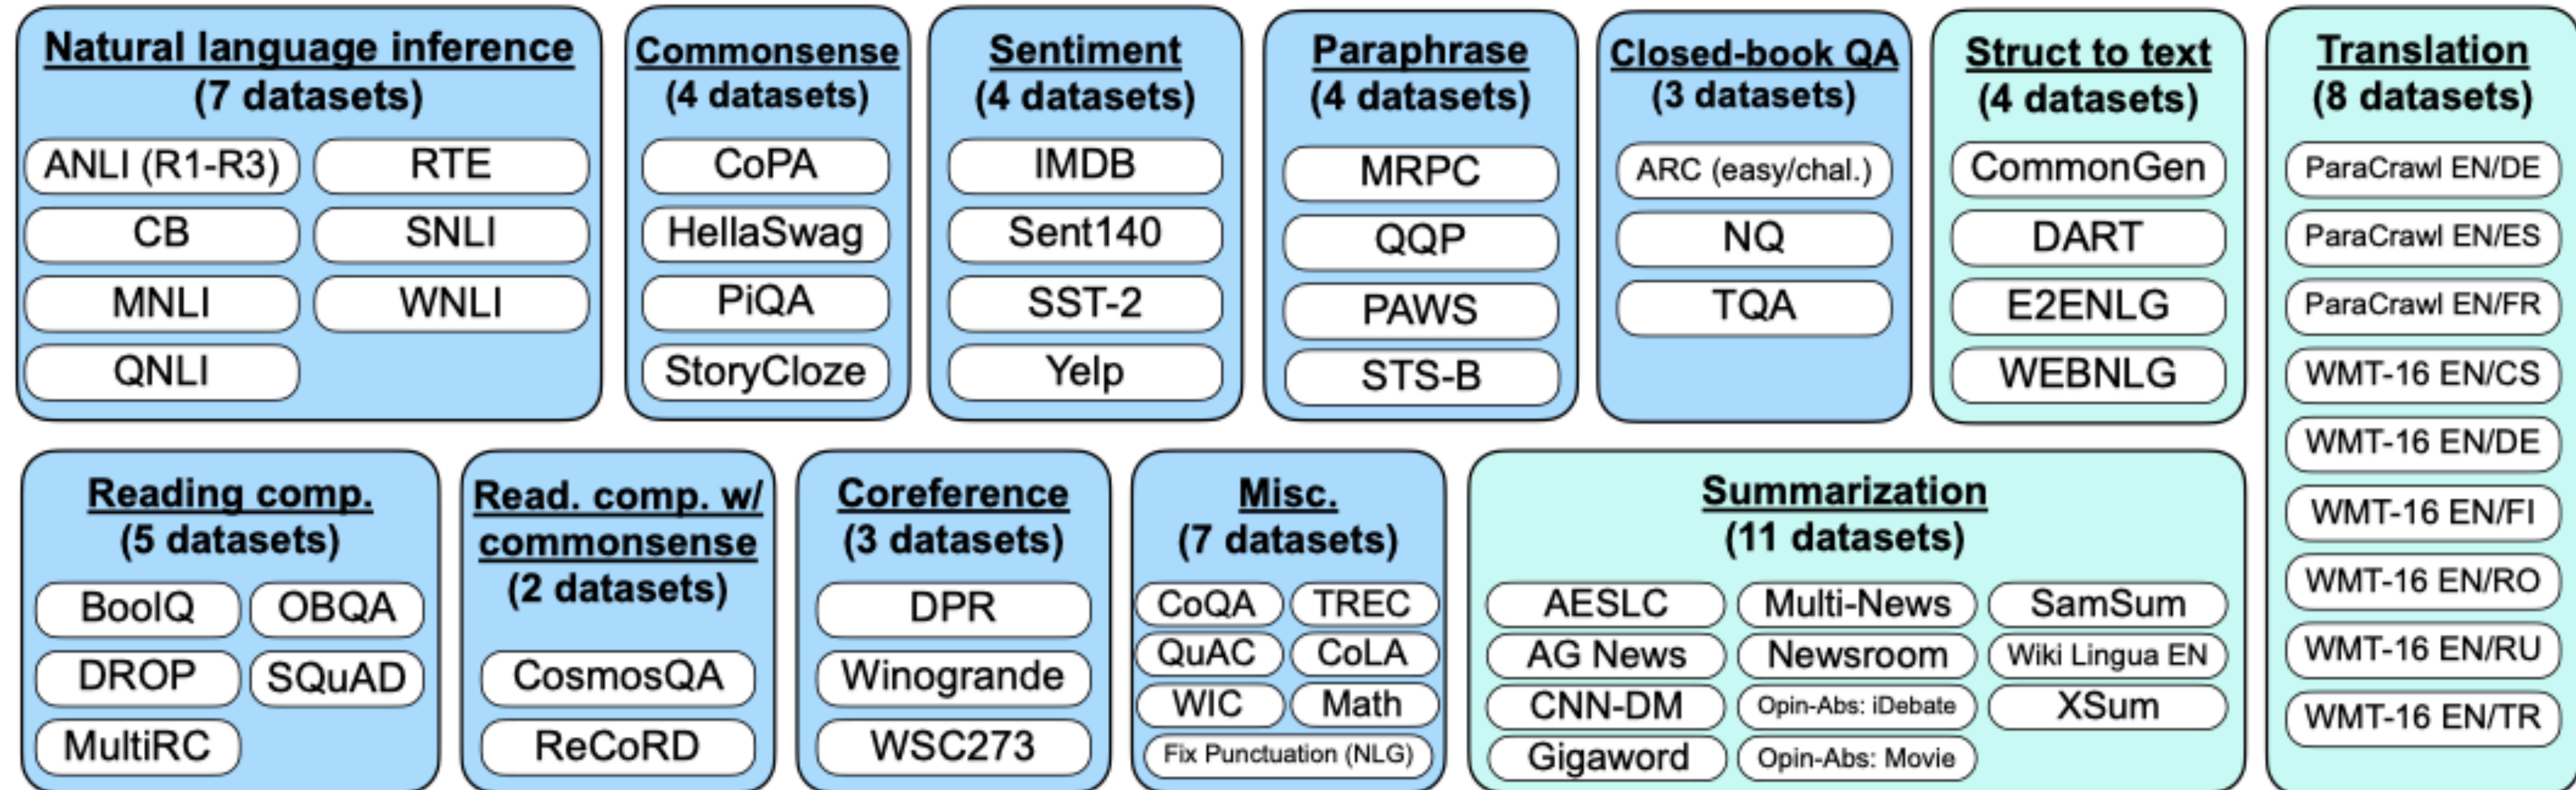 Natural language inference
(7 datasets)
ANLI (R1-R3)
RTE
CB
SNLI
MNLI
WNLI
QNLI
Commonsense
(4 datasets)
CoPA
HellaSwag
PiQA
StoryCloze
Sentiment
(4 datasets)
IMDB
Sent140
SST-2
Yelp
Paraphrase
(4 datasets)
MRPC
QQP
PAWS
STS-B
Closed-book QA
(3 datasets)
ARC (easy/chal.)
NQ
TQA
Struct to text
(4 datasets)
CommonGen
DART
E2ENLG
WEBNLG
Translation
(8 datasets)
ParaCrawl EN/DE
ParaCrawl EN/ES
ParaCrawl EN/FR
WMT-16 EN/CS
WMT-16 EN/DE
WMT-16 EN/FI
WMT-16 EN/RO
WMT-16 EN/RU
WMT-16 EN/TR
Reading comp.
(5 datasets)
BoolQ
OBQA
DROP
SQuAD
MultiRC
Read. comp. w/
commonsense
(2 datasets)
CosmosQA
ReCoRD
Coreference
(3 datasets)
DPR
Winogrande
WSC273
Misc.
(7 datasets)
CoQA
TREC
QuAC
CoLA
WIC
Math
Fix Punctuation (NLG)
Summarization
(11 datasets)
AESLC
Multi-News
SamSum
AG News
Newsroom
Wiki Lingua EN
CNN-DM
Opin-Abs: iDebate
XSum
Gigaword
Opin-Abs: Movie